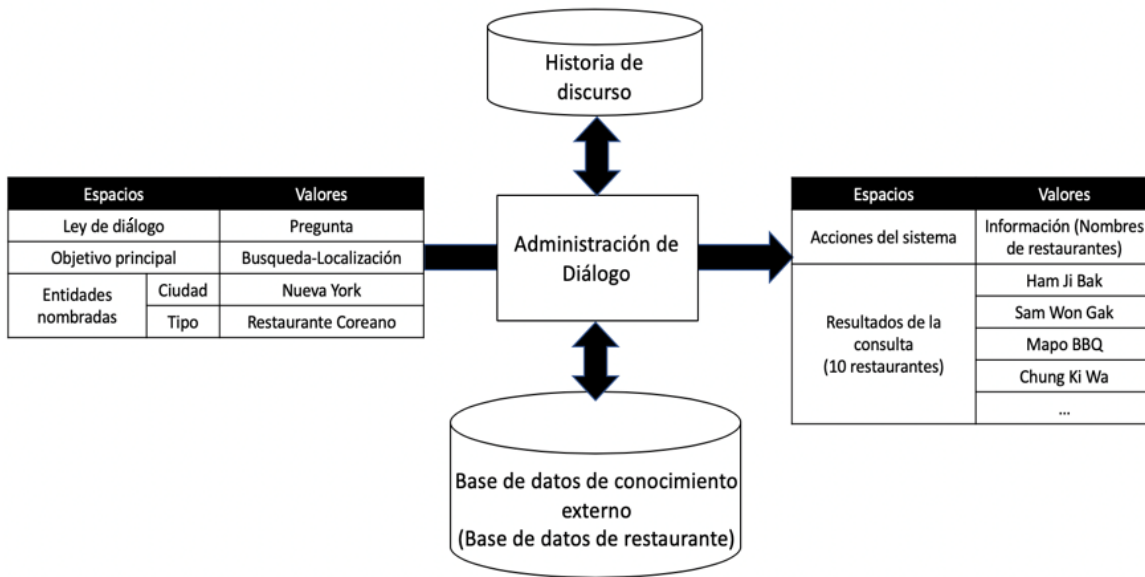 Historia de
discurso
Espacios Valores
Ley de diálogo Pregunta
Objetivo principal Busqueda-Localización
Entidades
nombradas
Ciudad Nueva York
Tipo Restaurante Coreano
Administración de
Diálogo
Espacios Valores
Acciones del sistema
Información (Nombres
de restaurantes)
Resultados de la
consulta
(10 restaurantes)
Ham Ji Bak
Sam Won Gak
Mapo BBQ
Chung Ki Wa
...
Base de datos de conocimiento
externo
(Base de datos de restaurante)